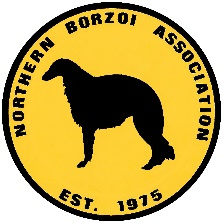 NORTHERN BORZOI ASSOCIATION
EST. 1975